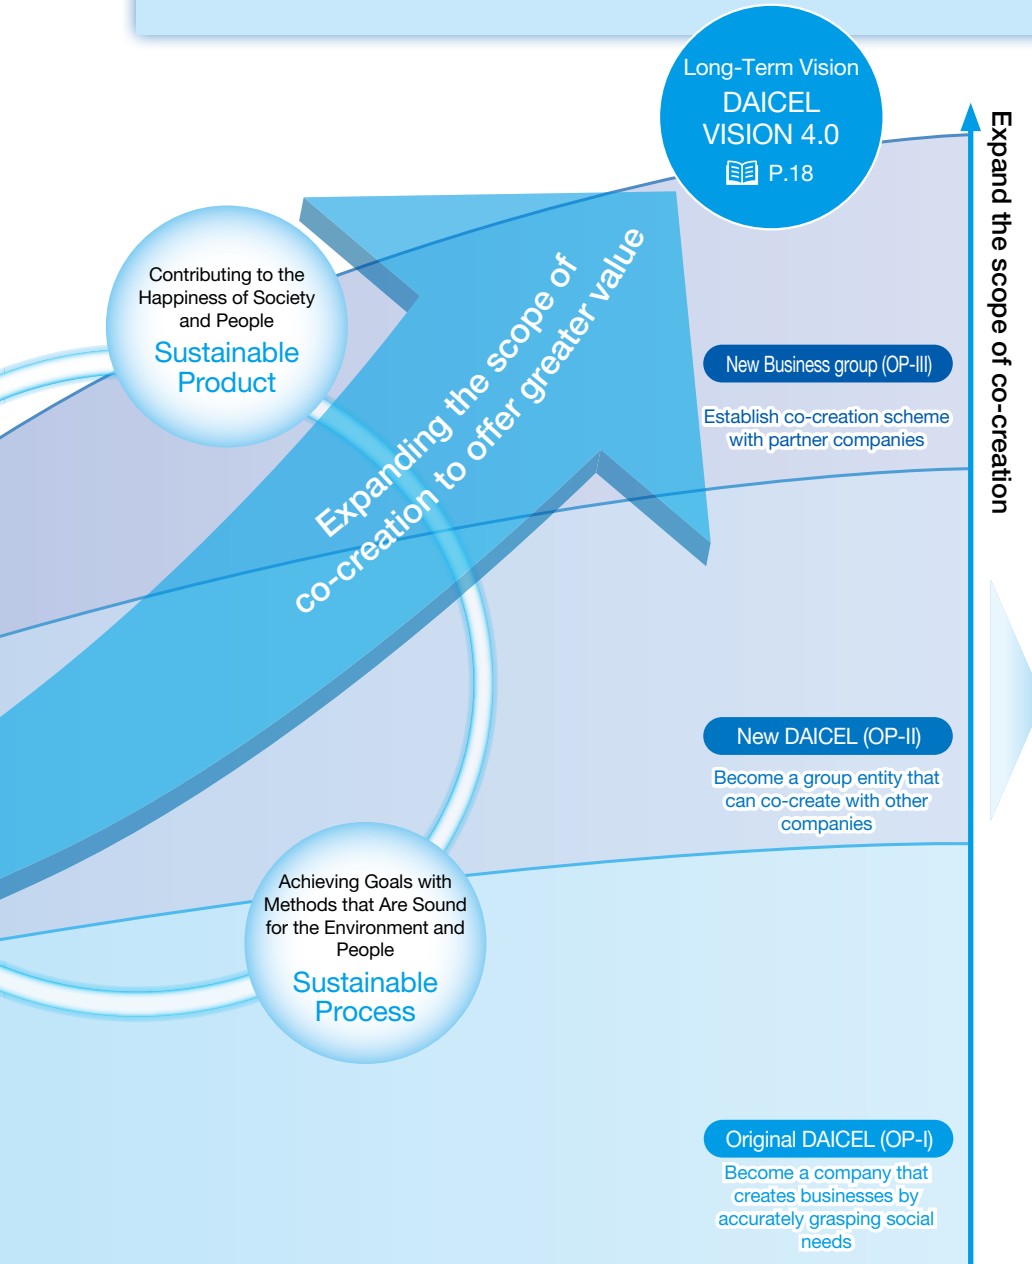 Long-Term Vision
DAICEL
VISION 4.0
P.18
Expand the scope of co-creation
Contributing to the
Happiness of Society
and People
Sustainable
Product
Expanding the scope of
co-creation to offer greater value
New Business group (OP-III)
Establish co-creation scheme
with partner companies
New DAICEL (OP-II)
Become a group entity that
can co-create with other
companies
Achieving Goals with
Methods that Are Sound
for the Environment and
People
Sustainable
Process
Original DAICEL (OP-I)
Become a company that
creates businesses by
accurately grasping social
needs